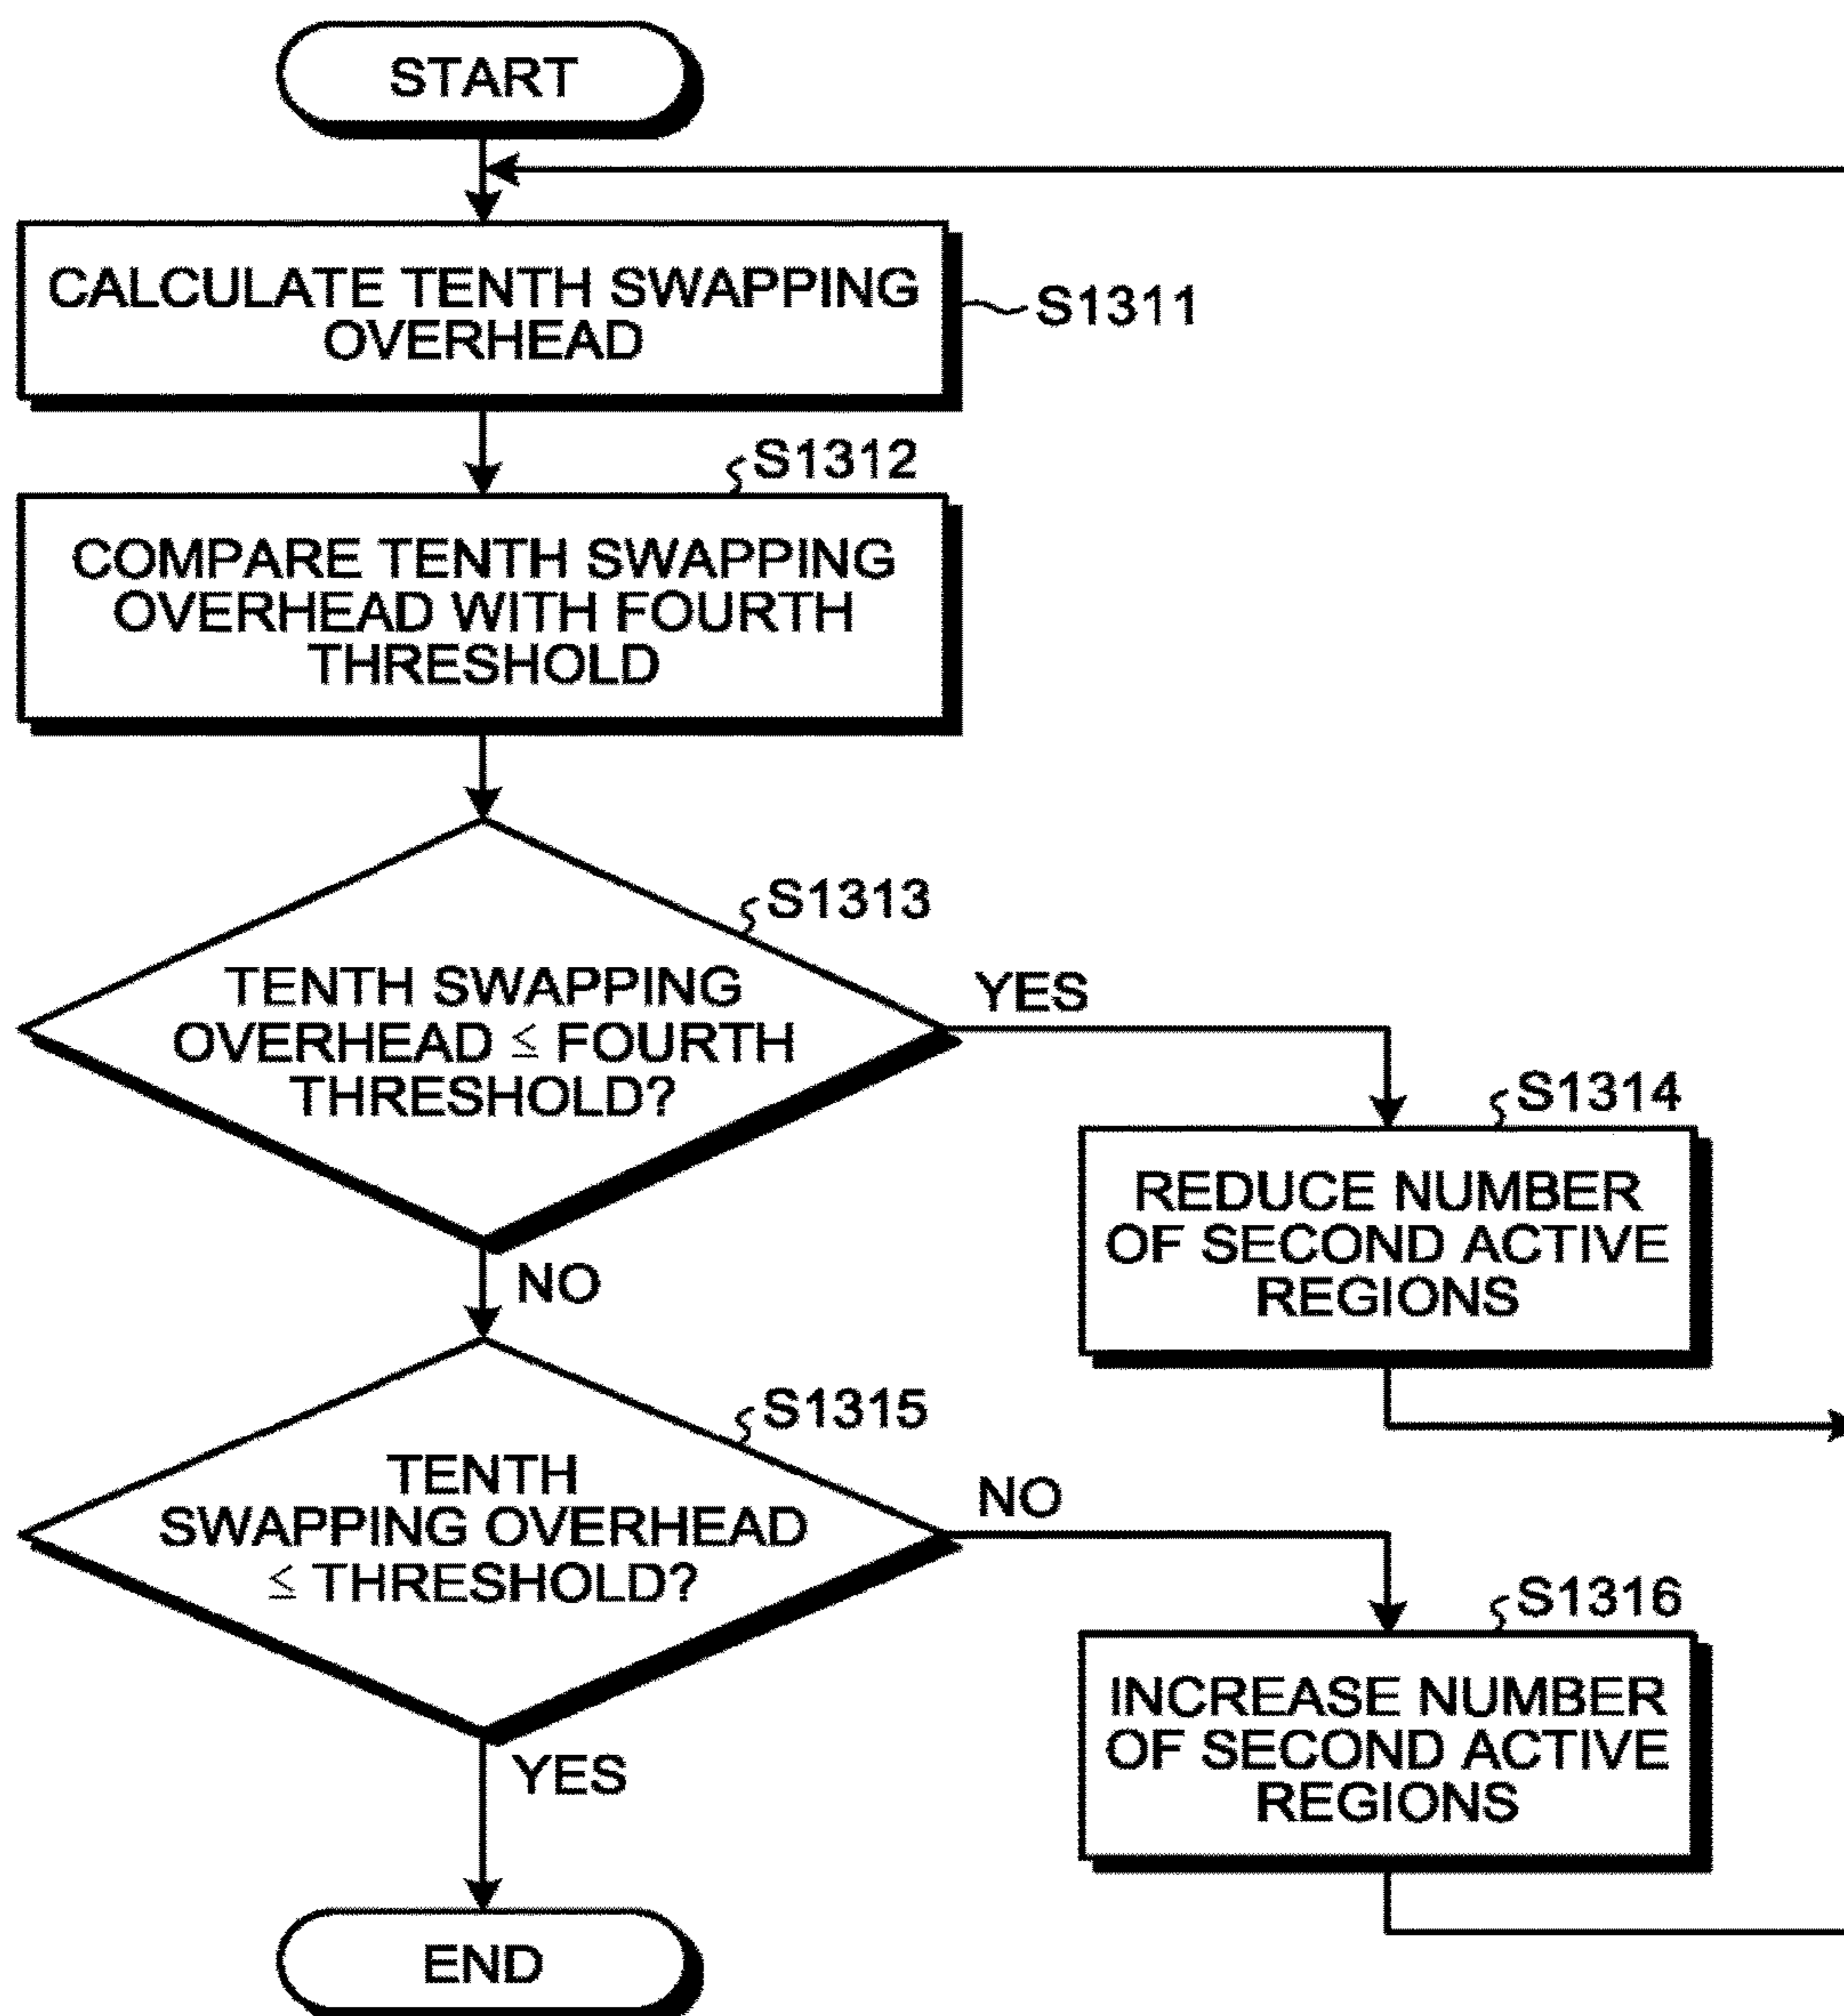 START
CALCULATE TENTH SWAPPING
OVERHEAD
S1311
S1312
COMPARE TENTH SWAPPING
OVERHEAD WITH FOURTH
THRESHOLD
S1313
TENTH SWAPPING
OVERHEAD ≤ FOURTH
THRESHOLD?
YES
NO
S1314
REDUCE NUMBER
OF SECOND ACTIVE
REGIONS
S1315
TENTH
SWAPPING OVERHEAD
≤ THRESHOLD?
NO
YES
S1316
INCREASE NUMBER
OF SECOND ACTIVE
REGIONS
END